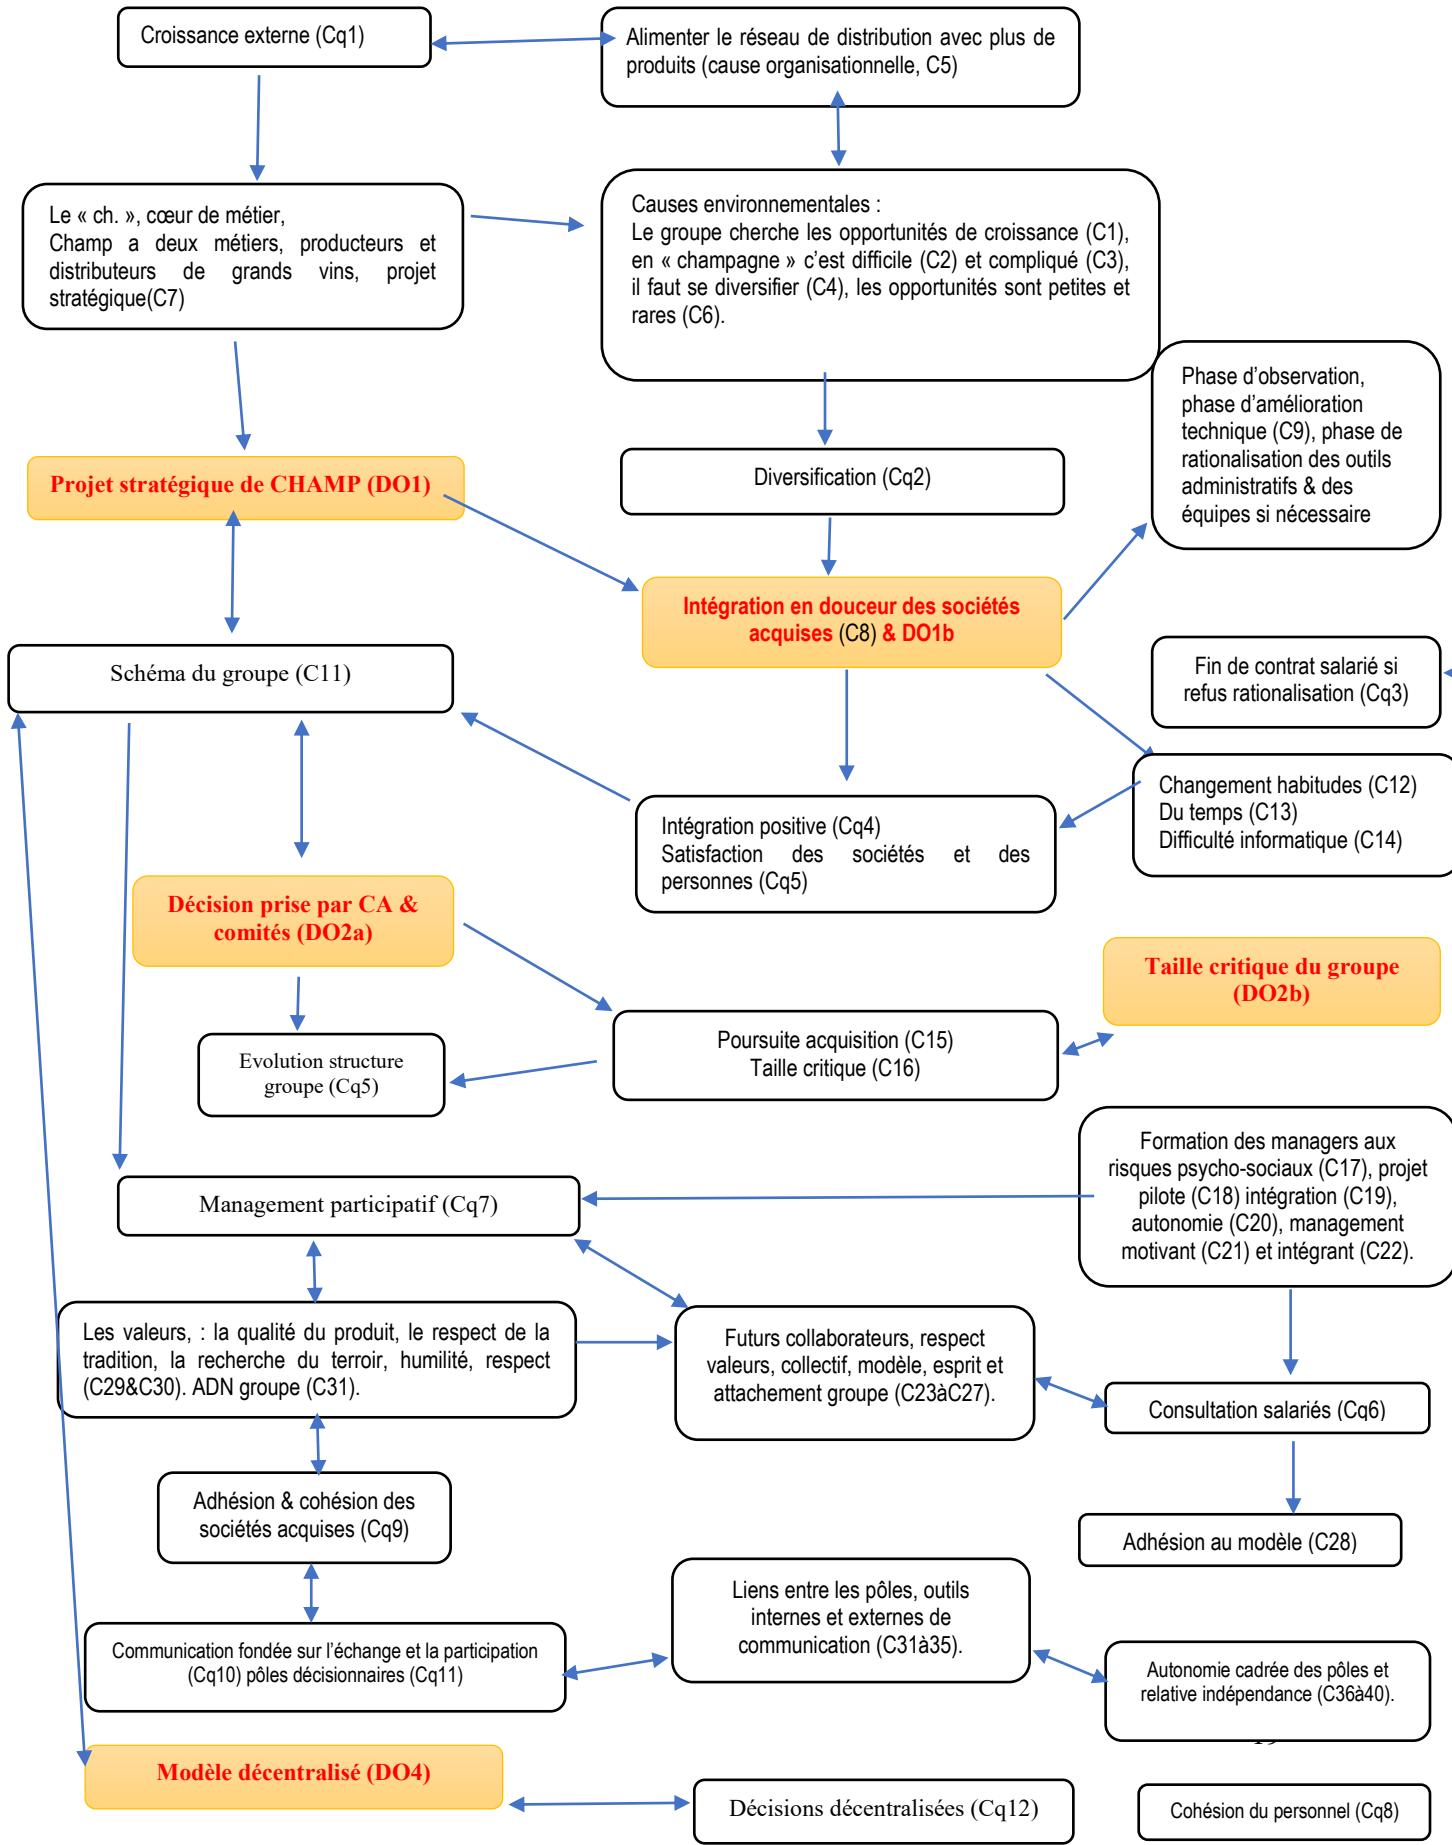 Croissance externe (Cq1)
Alimenter le réseau de distribution avec plus de
produits (cause organisationnelle, C5)
Le « ch. », cœur de métier,
Champ a deux métiers, producteurs et
distributeurs de grands vins, projet
stratégique(C7)
Causes environnementales :
Le groupe cherche les opportunités de croissance (C1),
en « champagne » c’est difficile (C2) et compliqué (C3),
il faut se diversifier (C4), les opportunités sont petites et
rares (C6).
Phase d’observation,
phase d’amélioration
technique (C9), phase de
rationalisation des outils
administratifs & des
équipes si nécessaire
Projet stratégique de CHAMP (DO1)
Diversification (Cq2)
Intégration en douceur des sociétés
acquises (C8) & DO1b
Schéma du groupe (C11)
Fin de contrat salarié si
refus rationalisation (Cq3)
Changement habitudes (C12)
Du temps (C13)
Difficulté informatique (C14)
Intégration positive (Cq4)
Satisfaction des sociétés et des
personnes (Cq5)
Décision prise par CA &
comités (DO2a)
Taille critique du groupe
(DO2b)
Evolution structure
groupe (Cq5)
Poursuite acquisition (C15)
Taille critique (C16)
Formation des managers aux
risques psycho-sociaux (C17), projet
pilote (C18) intégration (C19),
autonomie (C20), management
motivant (C21) et intégrant (C22).
Management participatif (Cq7)
Les valeurs, : la qualité du produit, le respect de la
tradition, la recherche du terroir, humilité, respect
(C29&C30). ADN groupe (C31).
Futurs collaborateurs, respect
valeurs, collectif, modèle, esprit et
attachement groupe (C23àC27).
Consultation salariés (Cq6)
Adhésion & cohésion des
sociétés acquises (Cq9)
Adhésion au modèle (C28)
Liens entre les pôles, outils
internes et externes de
communication (C31à35).
Communication fondée sur l’échange et la participation
(Cq10) pôles décisionnaires (Cq11)
Autonomie cadrée des pôles et
relative indépendance (C36à40).
Modèle décentralisé (DO4)
Décisions décentralisées (Cq12)
Cohésion du personnel (Cq8)